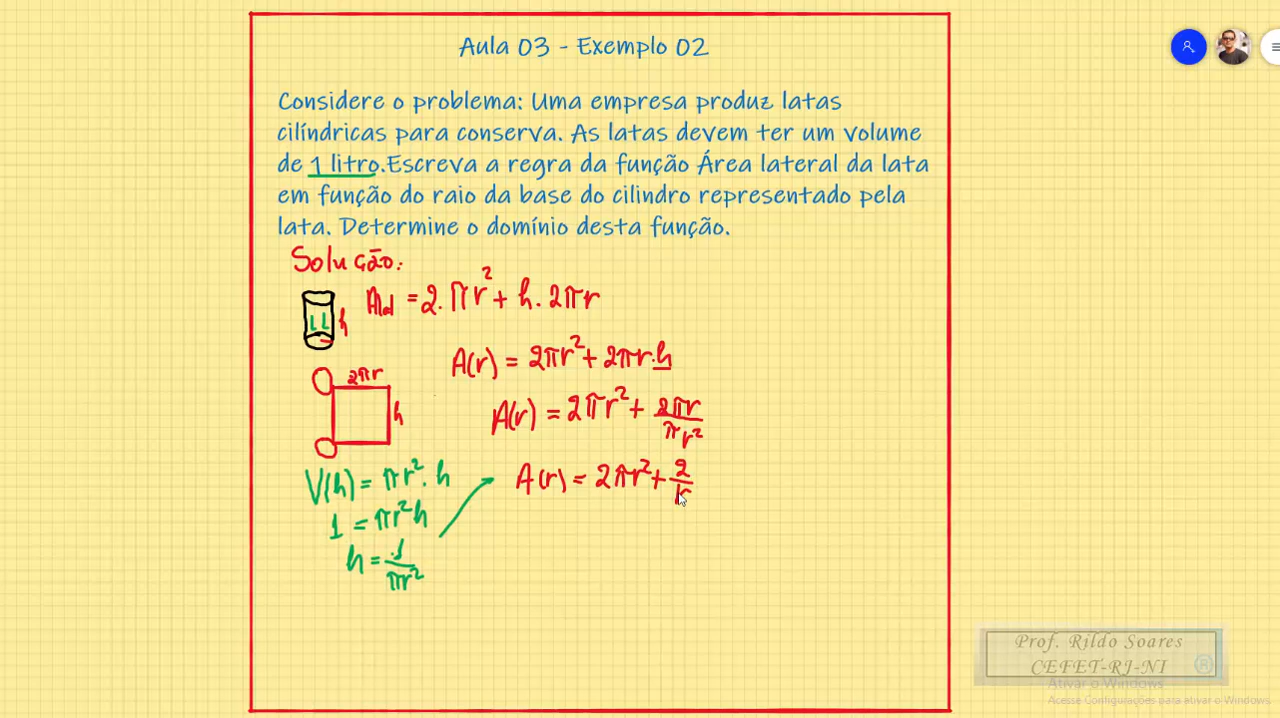 Aula 03 - Exemplo 02
Considere o problema: Uma empresa produz latas
cilíndricas para conserva. As latas devem ter um volume
de 1 litro.Escreva a regra da função Área lateral da lata
em função do raio da base do cilindro representado pela
lata. Determine o domínio desta função.
Solução:
1L h
= 2.πr² + h.2πr
A(r) = 2πr² + 2πr.h
2πr
h
A(r) = 2πr² + 2πr/πr²
V(h) = πr².h
1 = πr²h
h = 1/πr²
A(r) = 2πr² + 2/r
Prof. Rildo Soares
CEFET-RJ-NI
®
Ativar o Windows
Acesse Configurações para ativar o Windows.